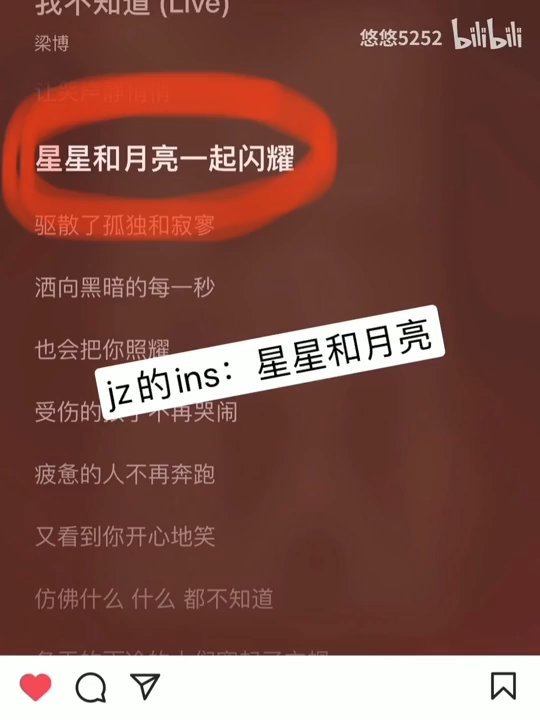 我不知道 (Live)
梁博
悠悠5252 bilibili
让哭声静悄悄
星星和月亮一起闪耀
驱散了孤独和寂寥
洒向黑暗的每一秒
也会把你照耀
jz的ins：星星和月亮
受伤的孩子不再哭闹
疲惫的人不再奔跑
又看到你开心地笑
仿佛什么 什么 都不知道